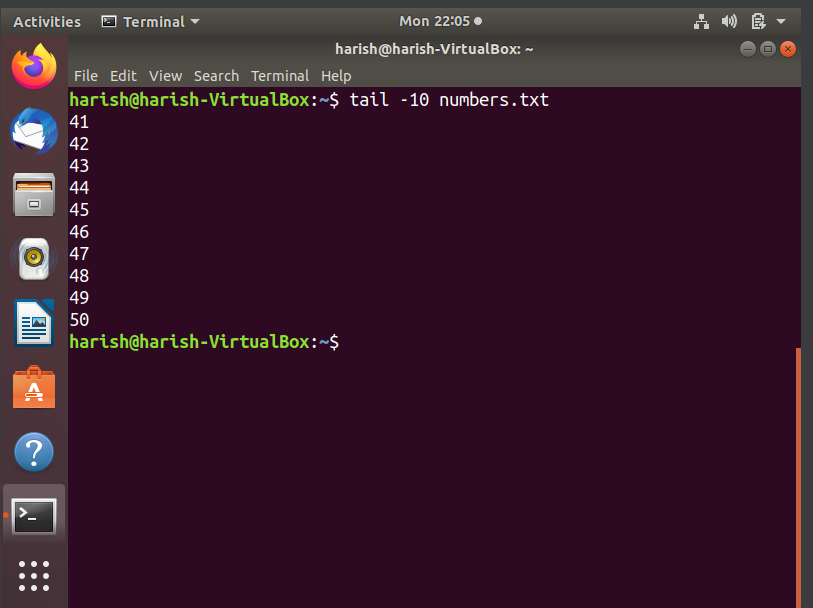 Activities Terminal Mon 22:05
harish@harish-VirtualBox: ~
File Edit View Search Terminal Help
harish@harish-VirtualBox:~$ tail -10 numbers.txt
41
42
43
44
45
46
47
48
49
50
harish@harish-VirtualBox:~$